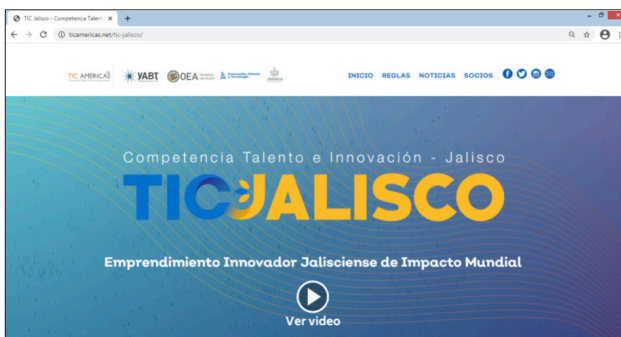 TIC Jalisco - Competencia Talent
ticamericas.net/tic-jalisco/
TIC AMERICAS
YABT
OEA
Jalisco
INICIO REGLAS NOTICIAS SOCIOS
Competencia Talento e Innovación - Jalisco
TICJALISCO
Emprendimiento Innovador Jalisciense de Impacto Mundial
Ver video